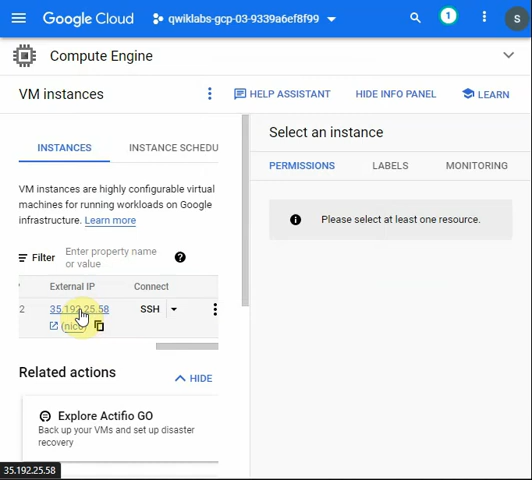 Google Cloud
qwiklabs-gcp-03-9339a6ef8f99
1
S
Compute Engine
VM instances
HELP ASSISTANT
HIDE INFO PANEL
LEARN
INSTANCES
INSTANCE SCHEDU
Select an instance
PERMISSIONS
LABELS
MONITORING
VM instances are highly configurable virtual
machines for running workloads on Google
infrastructure. Learn more
Please select at least one resource.
Filter
Enter property name
or value
External IP
Connect
2
35.192.25.58
SSH
(nic0)
Related actions
HIDE
Explore Actifio GO
Back up your VMs and set up disaster
recovery
35.192.25.58